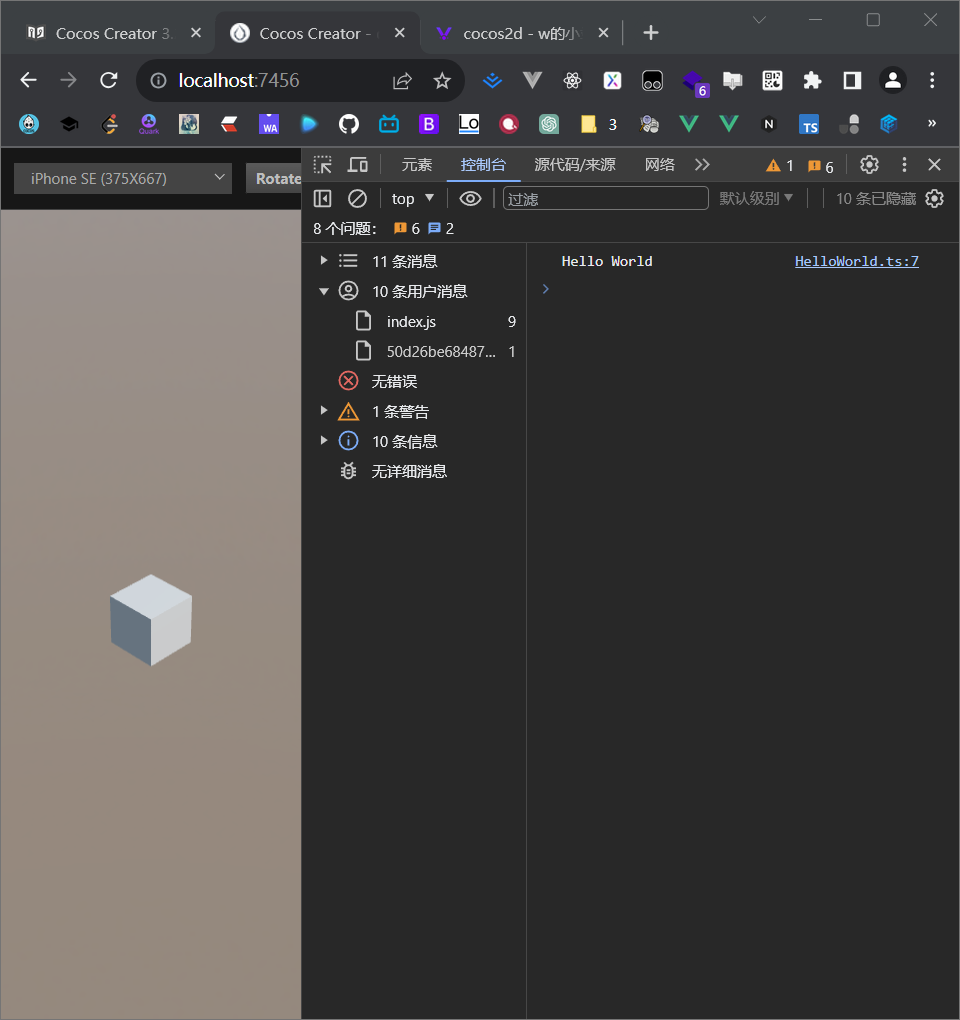 Cocos Creator 3.
Cocos Creator -
cocos2d - w的小
localhost:7456
6
Quark
WA
B
LO
3
N
TS
»
iPhone SE (375X667)
Rotate
元素
控制台
源代码/来源
网络
1
6
top
过滤
默认级别
10 条已隐藏
8 个问题:
6
2
11 条消息
10 条用户消息
index.js
9
50d26be68487...
1
无错误
1 条警告
10 条信息
无详细消息
Hello World
HelloWorld.ts:7